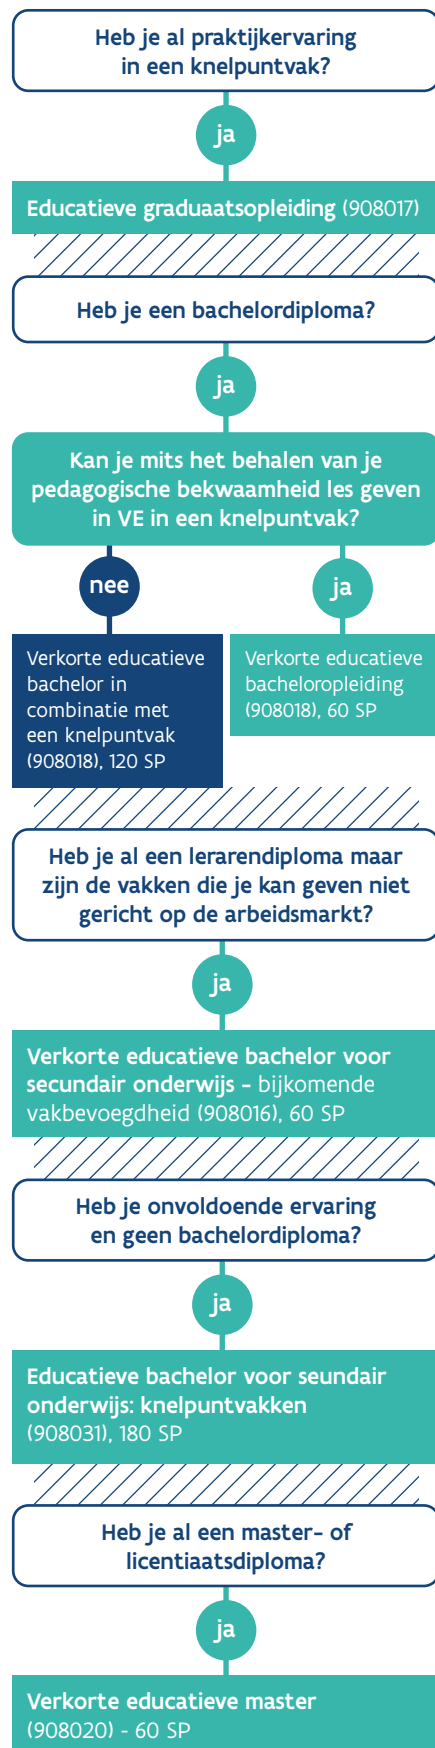 Heb je al praktijkervaring
in een knelpuntvak?
ja
Educatieve graduaatsopleiding (908017)
Heb je een bachelordiploma?
ja
Kan je mits het behalen van je
pedagogische bekwaamheid les geven
in VE in een knelpuntvak?
nee
Verkorte educatieve
bachelor in
combinatie met
een knelpuntvak
(908018), 120 SP
ja
Verkorte educatieve
bacheloropleiding
(908018), 60 SP
Heb je al een lerarendiploma maar
zijn de vakken die je kan geven niet
gericht op de arbeidsmarkt?
ja
Verkorte educatieve bachelor voor
secundair onderwijs - bijkomende
vakbevoegdheid (908016), 60 SP
Heb je onvoldoende ervaring
en geen bachelordiploma?
ja
Educatieve bachelor voor seundair
onderwijs: knelpuntvakken
(908031), 180 SP
Heb je al een master- of
licentiaatsdiploma?
ja
Verkorte educatieve master
(908020) - 60 SP